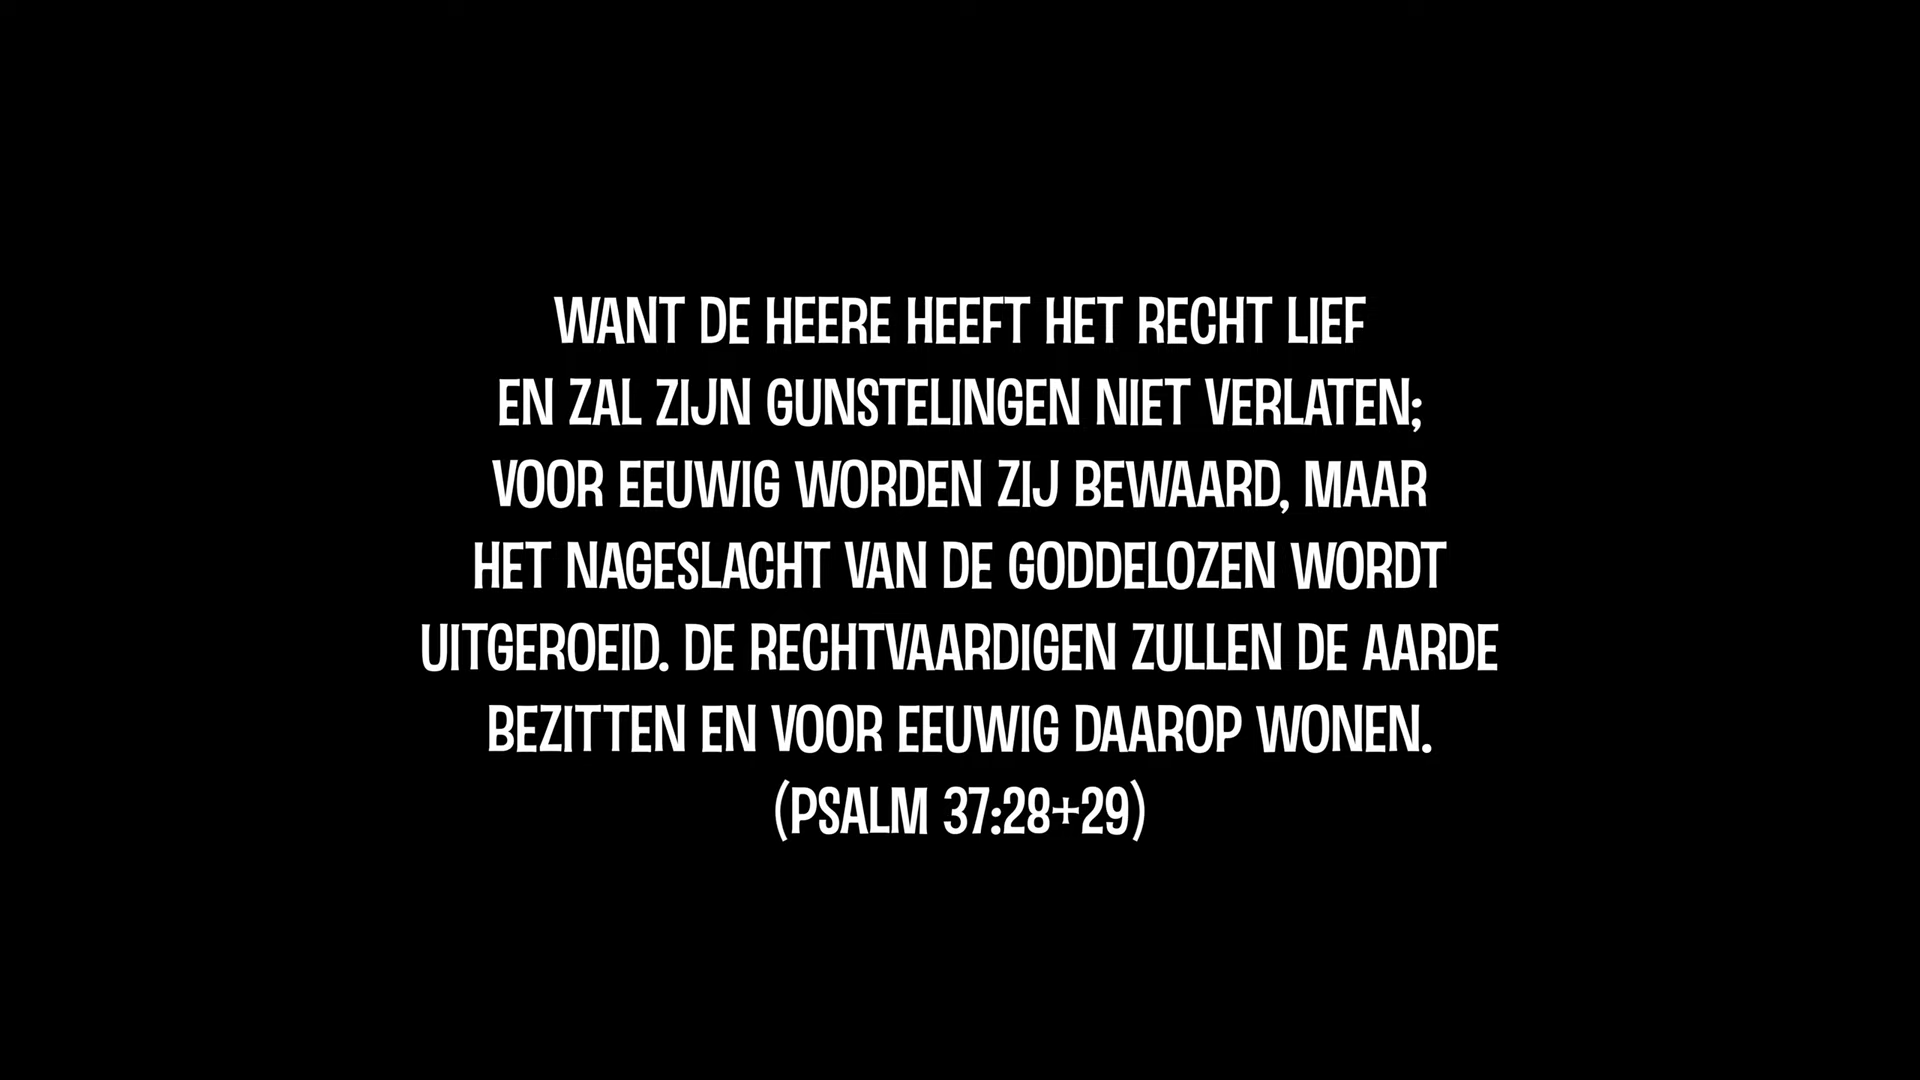 WANT DE HEERE HEEFT HET RECHT LIEF
EN ZAL ZIJN GUNSTELINGEN NIET VERLATEN;
VOOR EEUWIG WORDEN ZIJ BEWAARD, MAAR
HET NAGESLACHT VAN DE GODDELOZEN WORDT
UITGEROEID. DE RECHTVAARDIGEN ZULLEN DE AARDE
BEZITTEN EN VOOR EEUWIG DAAROP WONEN.
(PSALM 37:28+29)